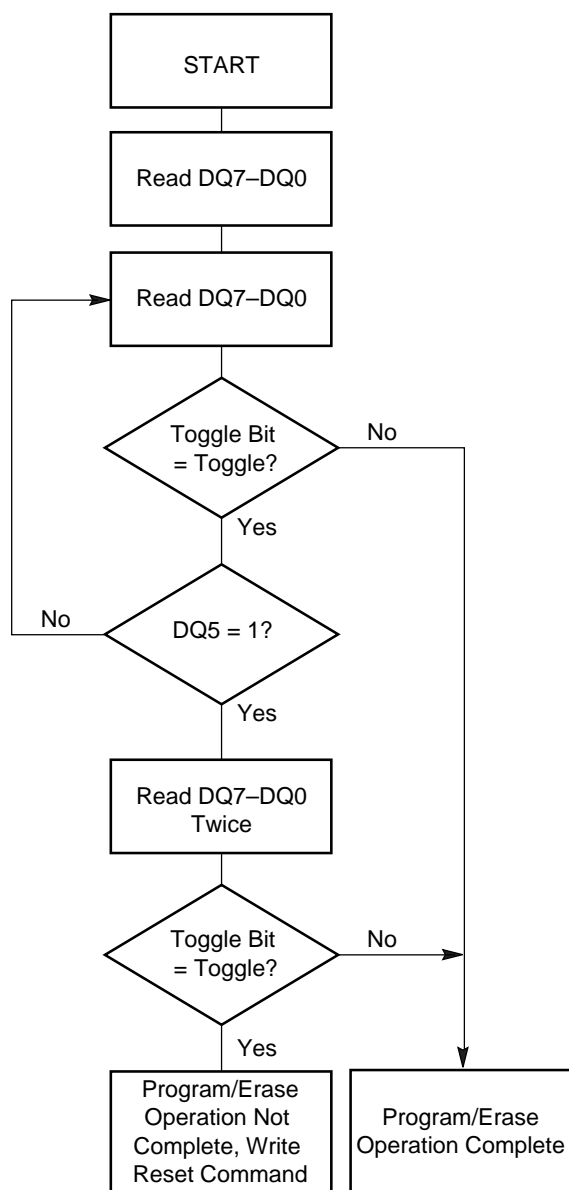 START
Read DQ7–DQ0
Read DQ7–DQ0
Toggle Bit
= Toggle?
No
Yes
No
DQ5 = 1?
Yes
Read DQ7–DQ0
Twice
Toggle Bit
= Toggle?
No
Yes
Program/Erase
Operation Not
Complete, Write
Reset Command
Program/Erase
Operation Complete